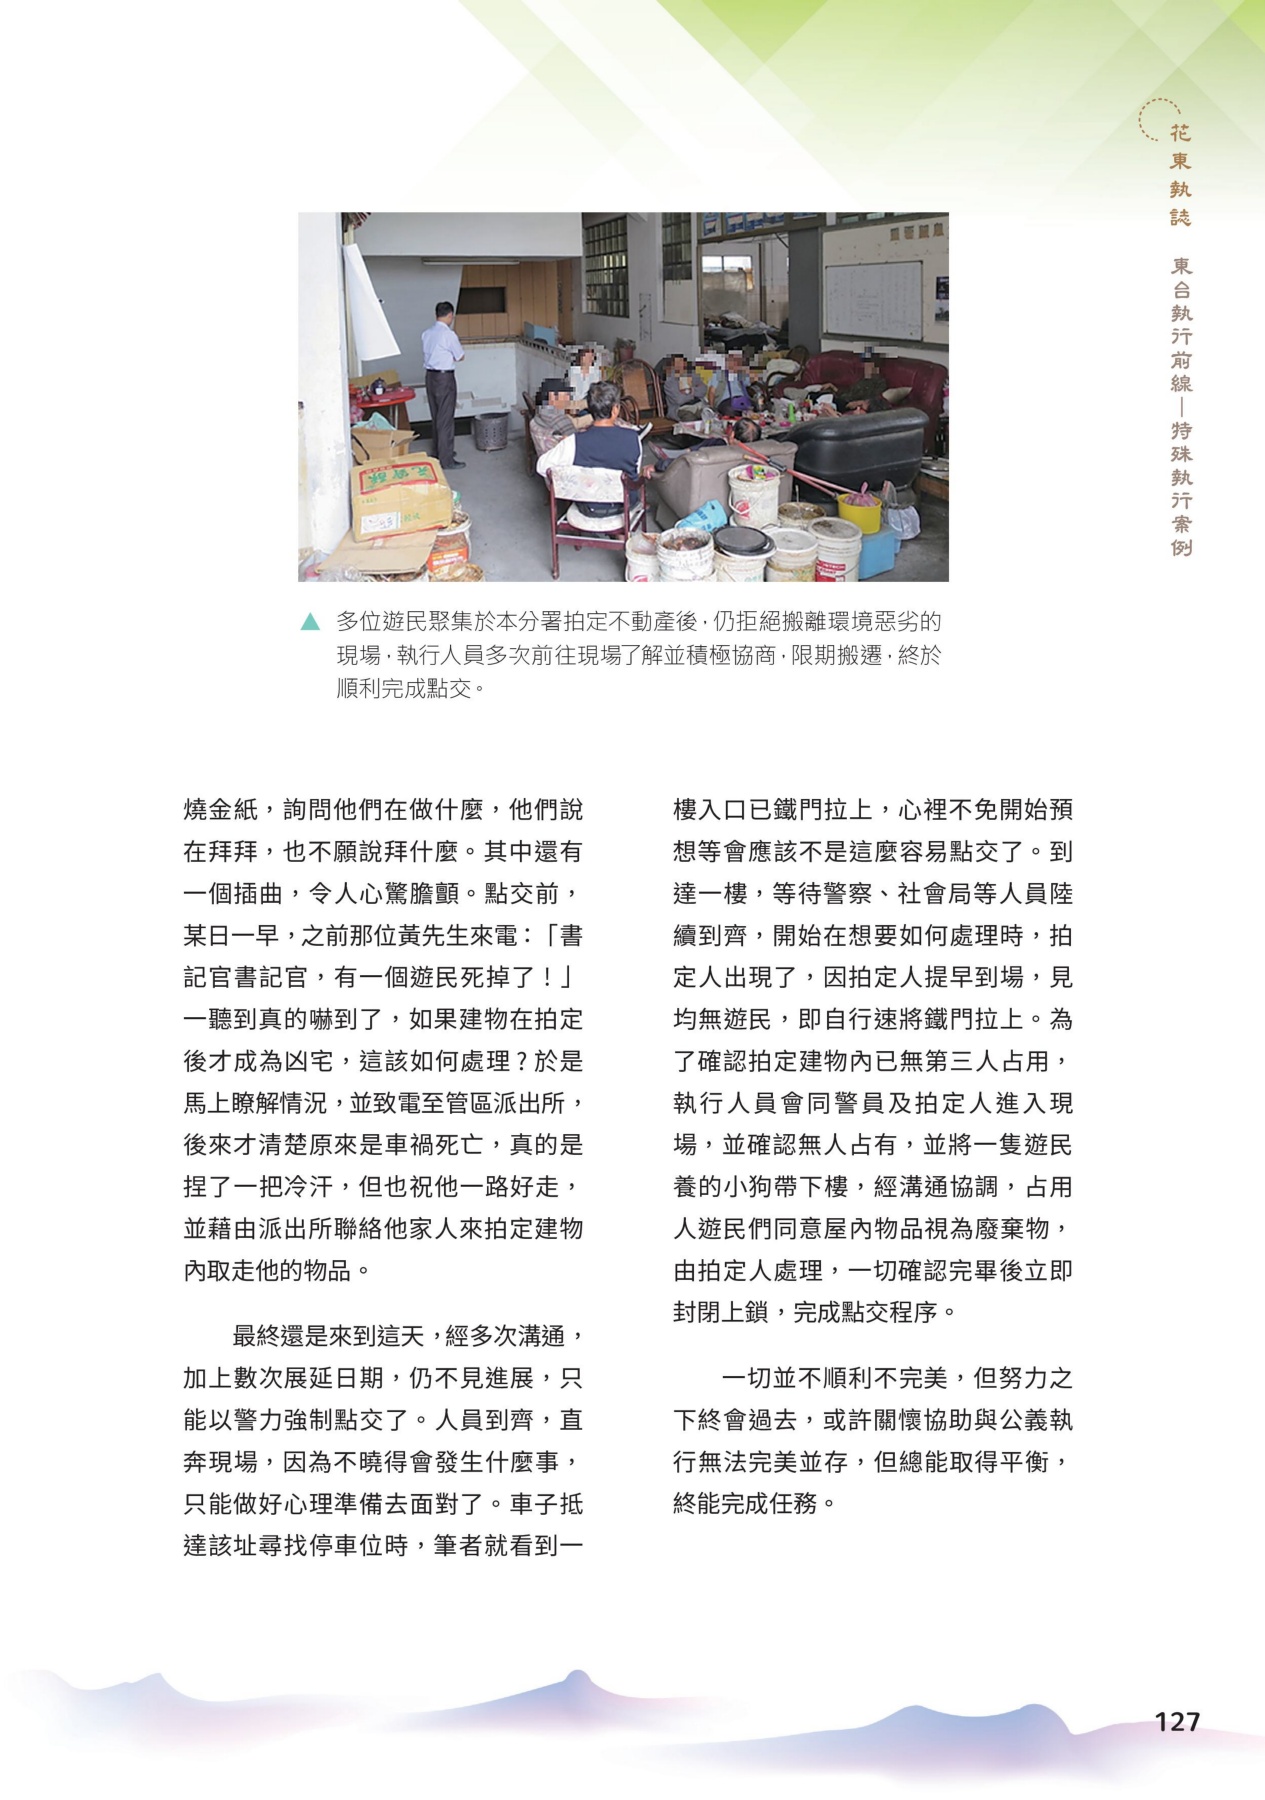 花東執誌　東台執行前線—特殊執行案例
▲ 多位遊民聚集於本分署拍定不動產後，仍拒絕搬離環境惡劣的
現場，執行人員多次前往現場了解並積極協商，限期搬遷，終於
順利完成點交。
燒金紙，詢問他們在做什麼，他們說
在拜拜，也不願說拜什麼。其中還有
一個插曲，令人心驚膽顫。點交前，
某日一早，之前那位黃先生來電：「書
記官書記官，有一個遊民死掉了！」
一聽到真的嚇到了，如果建物在拍定
後才成為凶宅，這該如何處理？於是
馬上瞭解情況，並致電至管區派出所，
後來才清楚原來是車禍死亡，真的是
捏了一把冷汗，但也祝他一路好走，
並藉由派出所聯絡他家人來拍定建物
內取走他的物品。
最終還是來到這天，經多次溝通，
加上數次展延日期，仍不見進展，只
能以警力強制點交了。人員到齊，直
奔現場，因為不曉得會發生什麼事，
只能做好心理準備去面對了。車子抵
達該址尋找停車位時，筆者就看到一
樓入口已鐵門拉上，心裡不免開始預
想等會應該不是這麼容易點交了。到
達一樓，等待警察、社會局等人員陸
續到齊，開始在想要如何處理時，拍
定人出現了，因拍定人提早到場，見
均無遊民，即自行速將鐵門拉上。為
了確認拍定建物內已無第三人占用，
執行人員會同警員及拍定人進入現
場，並確認無人占有，並將一隻遊民
養的小狗帶下樓，經溝通協調，占用
人遊民們同意屋內物品視為廢棄物，
由拍定人處理，一切確認完畢後立即
封閉上鎖，完成點交程序。
一切並不順利不完美，但努力之
下終會過去，或許關懷協助與公義執
行無法完美並存，但總能取得平衡，
終能完成任務。
127